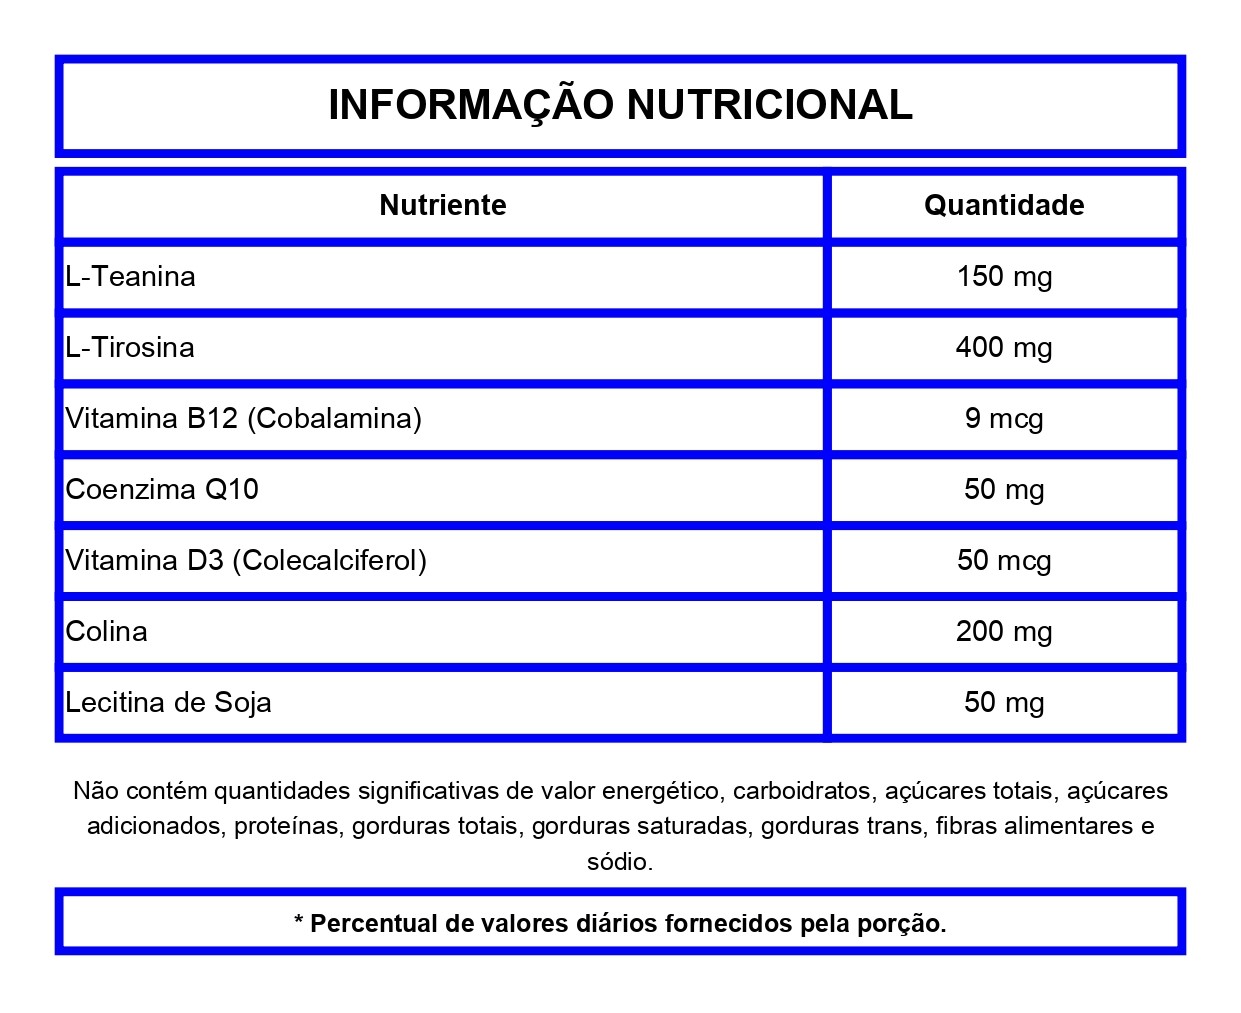 INFORMAÇÃO NUTRICIONAL
Nutriente Quantidade
L-Teanina 150 mg
L-Tirosina 400 mg
Vitamina B12 (Cobalamina) 9 mcg
Coenzima Q10 50 mg
Vitamina D3 (Colecalciferol) 50 mcg
Colina 200 mg
Lecitina de Soja 50 mg
Não contém quantidades significativas de valor energético, carboidratos, açúcares totais, açúcares
adicionados, proteínas, gorduras totais, gorduras saturadas, gorduras trans, fibras alimentares e
sódio.
* Percentual de valores diários fornecidos pela porção.